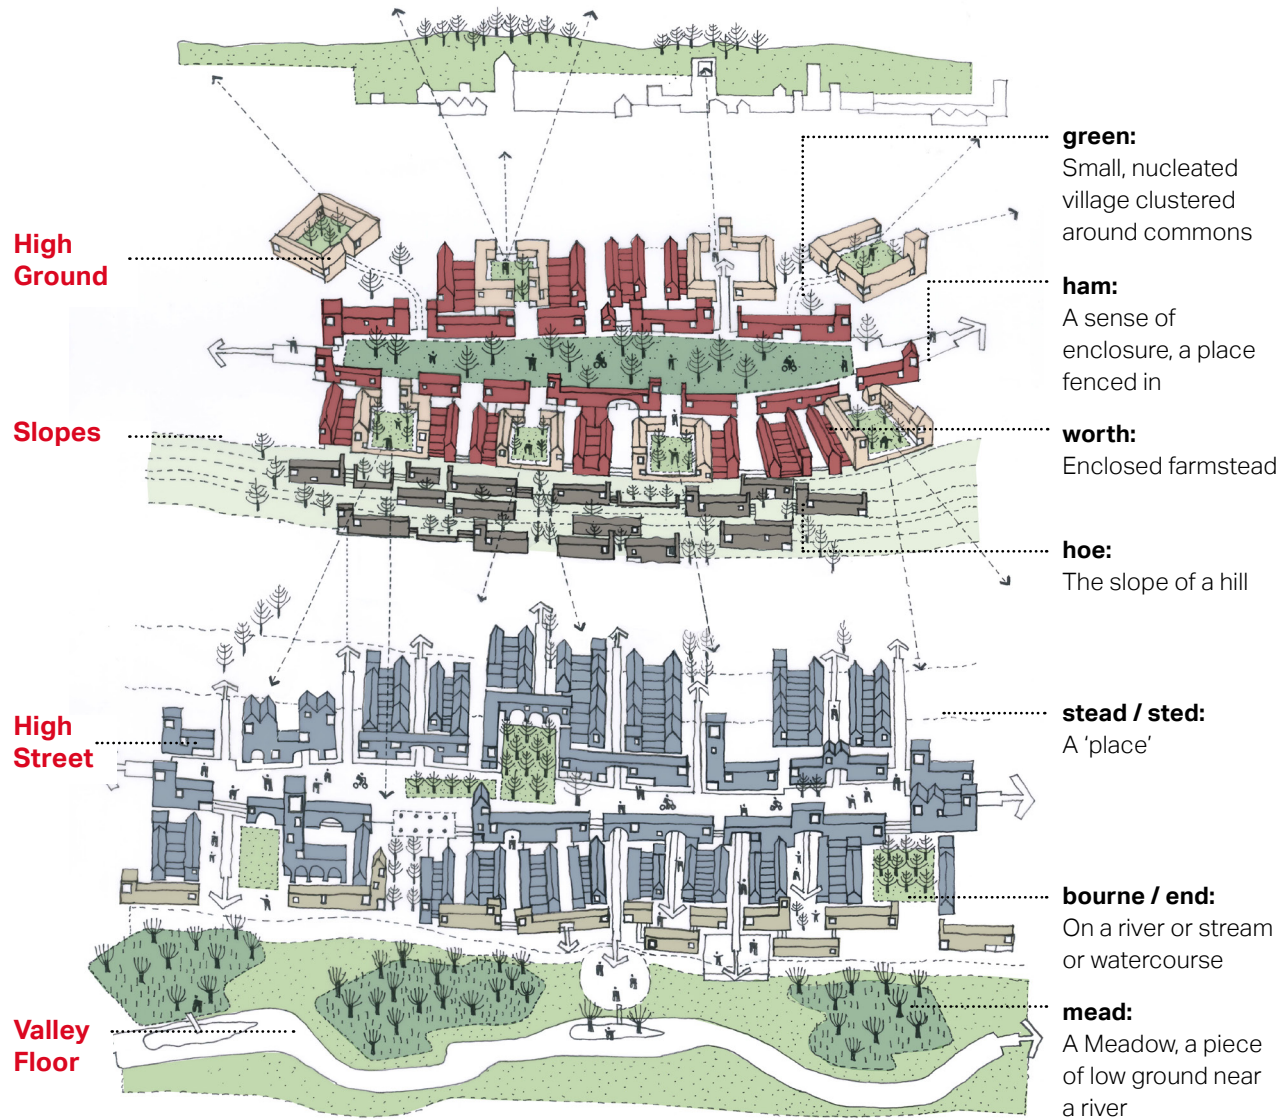 High
Ground
Slopes
High
Street
Valley
Floor
green:
Small, nucleated
village clustered
around commons
ham:
A sense of
enclosure, a place
fenced in
worth:
Enclosed farmstead
hoe:
The slope of a hill
stead / sted:
A ‘place’
bourne / end:
On a river or stream
or watercourse
mead:
A Meadow, a piece
of low ground near
a river